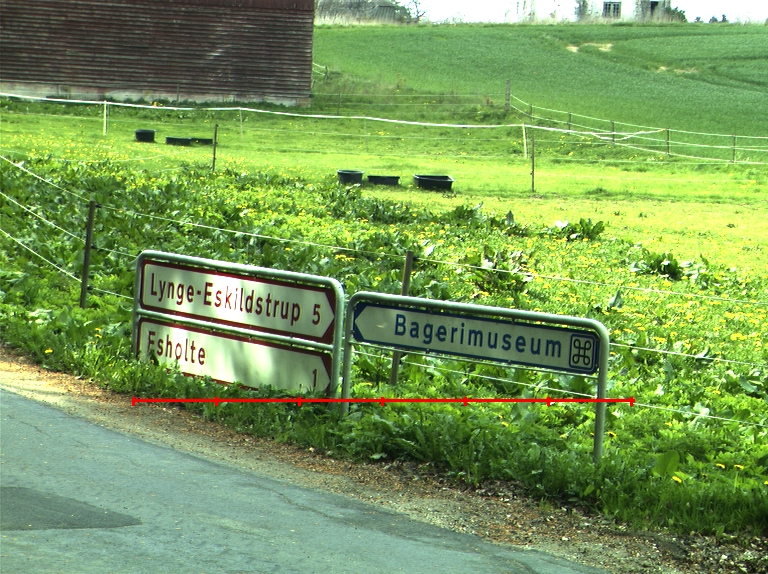 Lynge-Eskildstrup 5
Esholte 1
Bagerimuseum